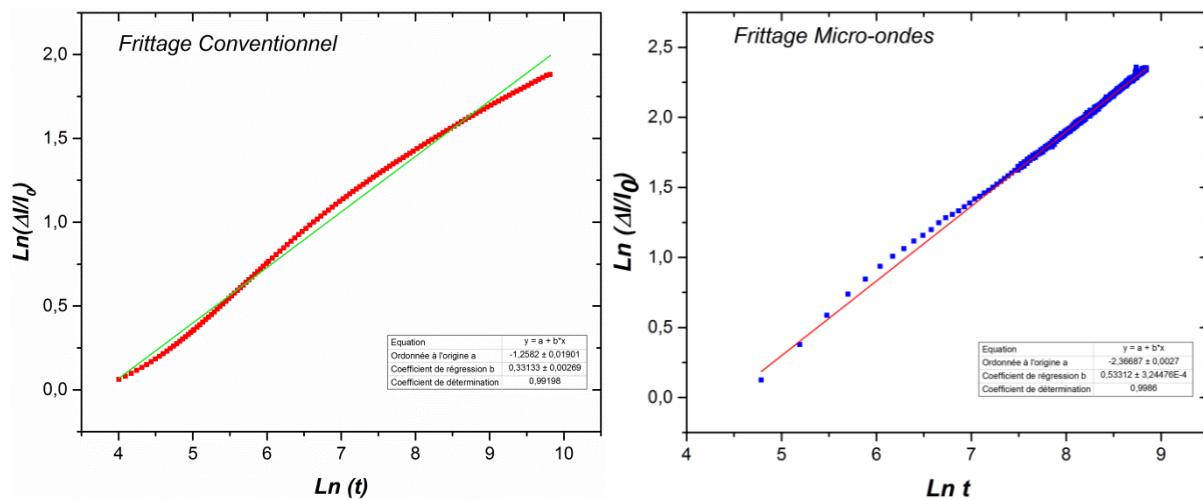 Frittage Conventionnel
2,0
1,5
1,0
0,5
0,0
Ln(Δl/l₀)
4 5 6 7 8 9 10
Ln (t)
Equation y = a + b*x
Ordonnée à l'origine a -1,2582 ± 0,01901
Coefficient de régression b 0,33133 ± 0,00269
Coefficient de détermination 0,99198
Frittage Micro-ondes
2,5
2,0
1,5
1,0
0,5
0,0
Ln (Δl/l0)
4 5 6 7 8 9
Ln t
Equation y = a + b*x
Ordonnée à l'origine a -2,36687 ± 0,0027
Coefficient de régression b 0,53312 ± 3,24476E-4
Coefficient de détermination 0,9986